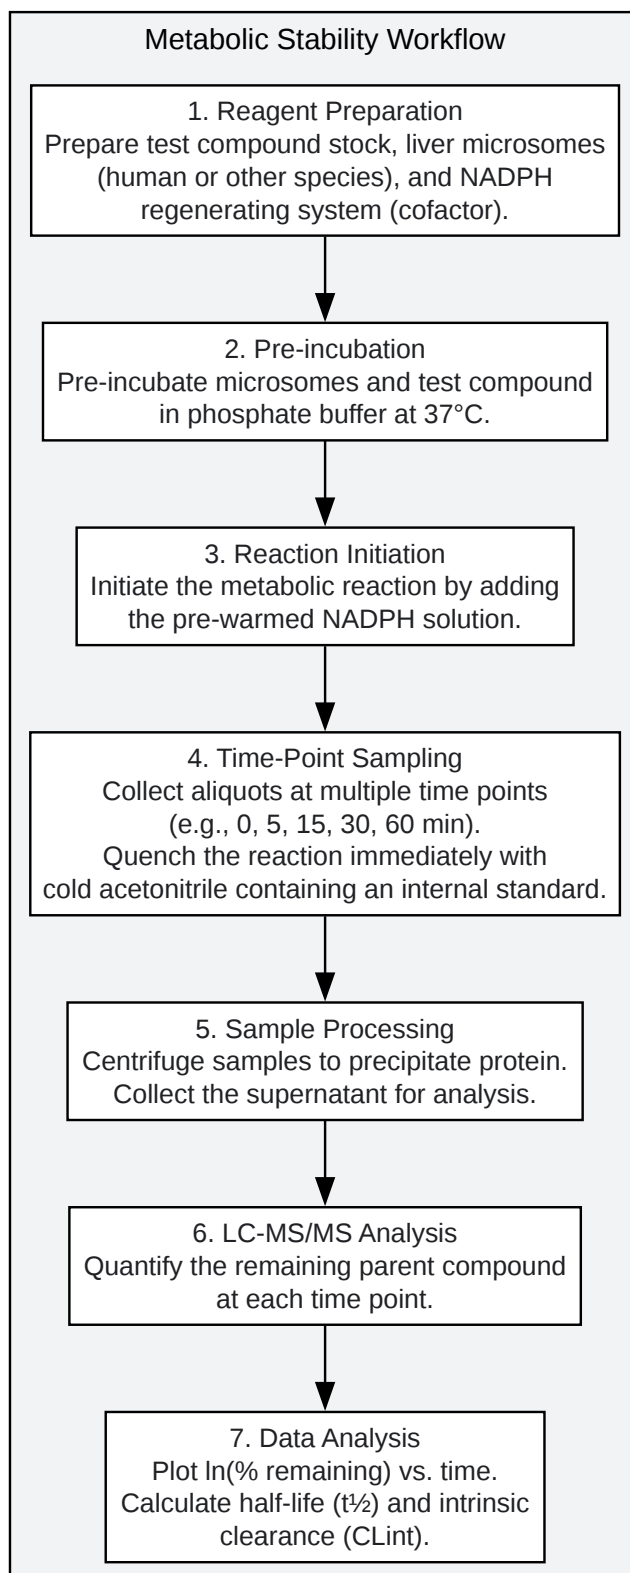 Metabolic Stability Workflow
1. Reagent Preparation
Prepare test compound stock, liver microsomes
(human or other species), and NADPH
regenerating system (cofactor).
2. Pre-incubation
Pre-incubate microsomes and test compound
in phosphate buffer at 37°C.
3. Reaction Initiation
Initiate the metabolic reaction by adding
the pre-warmed NADPH solution.
4. Time-Point Sampling
Collect aliquots at multiple time points
(e.g., 0, 5, 15, 30, 60 min).
Quench the reaction immediately with
cold acetonitrile containing an internal standard.
5. Sample Processing
Centrifuge samples to precipitate protein.
Collect the supernatant for analysis.
6. LC-MS/MS Analysis
Quantify the remaining parent compound
at each time point.
7. Data Analysis
Plot ln(% remaining) vs. time.
Calculate half-life (t½) and intrinsic
clearance (CLint).